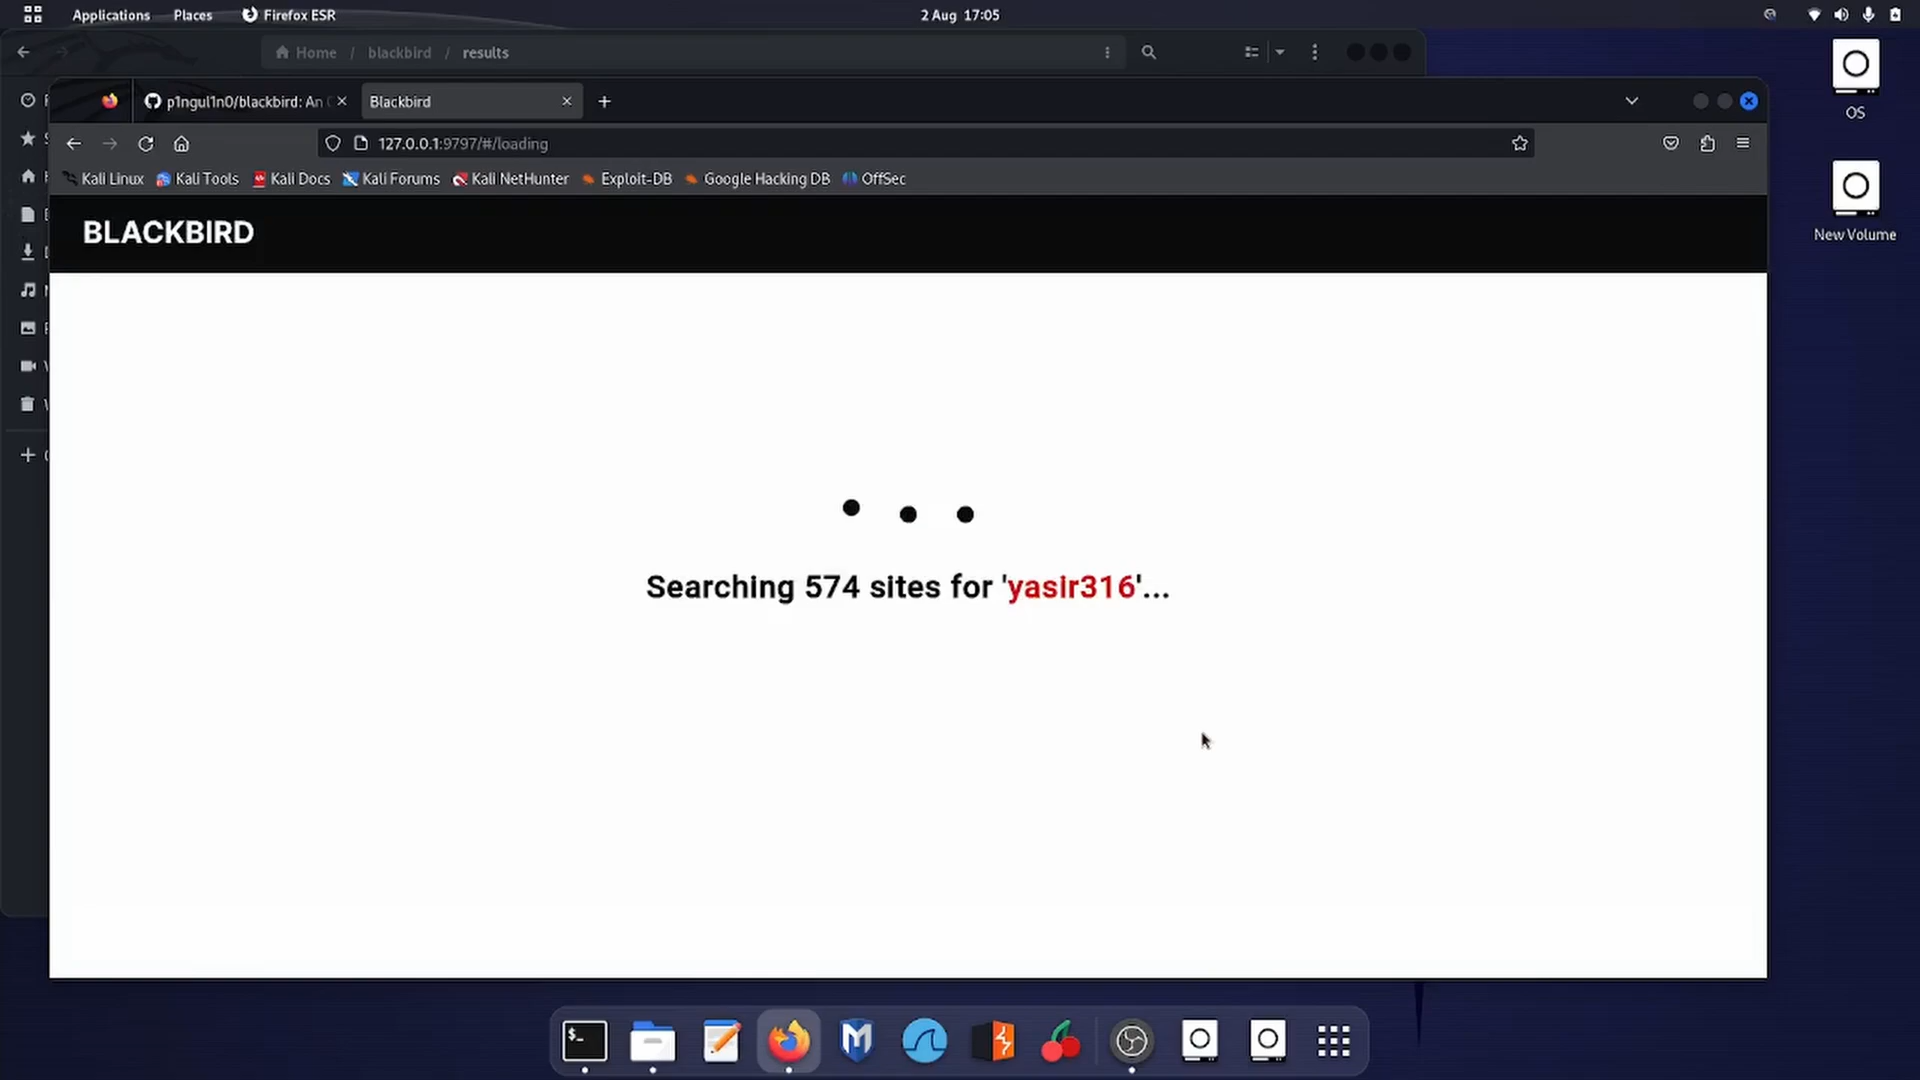 Applications Places Firefox ESR 2 Aug 17:05
Home / blackbird / results
p1ngul1n0/blackbird: An Blackbird
127.0.0.1:9797/#/loading
Kali Linux Kali Tools Kali Docs Kali Forums Kali NetHunter Exploit-DB Google Hacking DB OffSec
BLACKBIRD
Searching 574 sites for 'yasir316'...
OS
New Volume